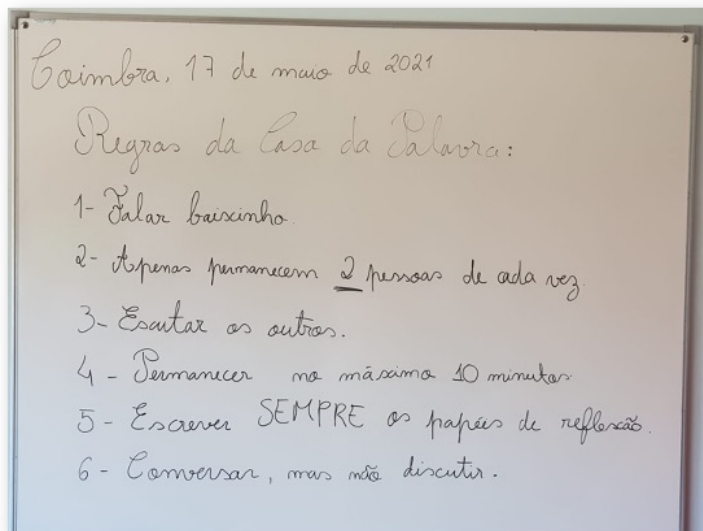 Coimbra, 17 de maio de 2021
Regras da Casa da Palavra:
1- Falar baixinho.
2- Apenas permanecem 2 pessoas de cada vez.
3- Escutar os outros.
4- Permanecer no máximo 10 minutos.
5- Escrever SEMPRE os papéis de reflexão.
6- Conversar, mas não discutir.